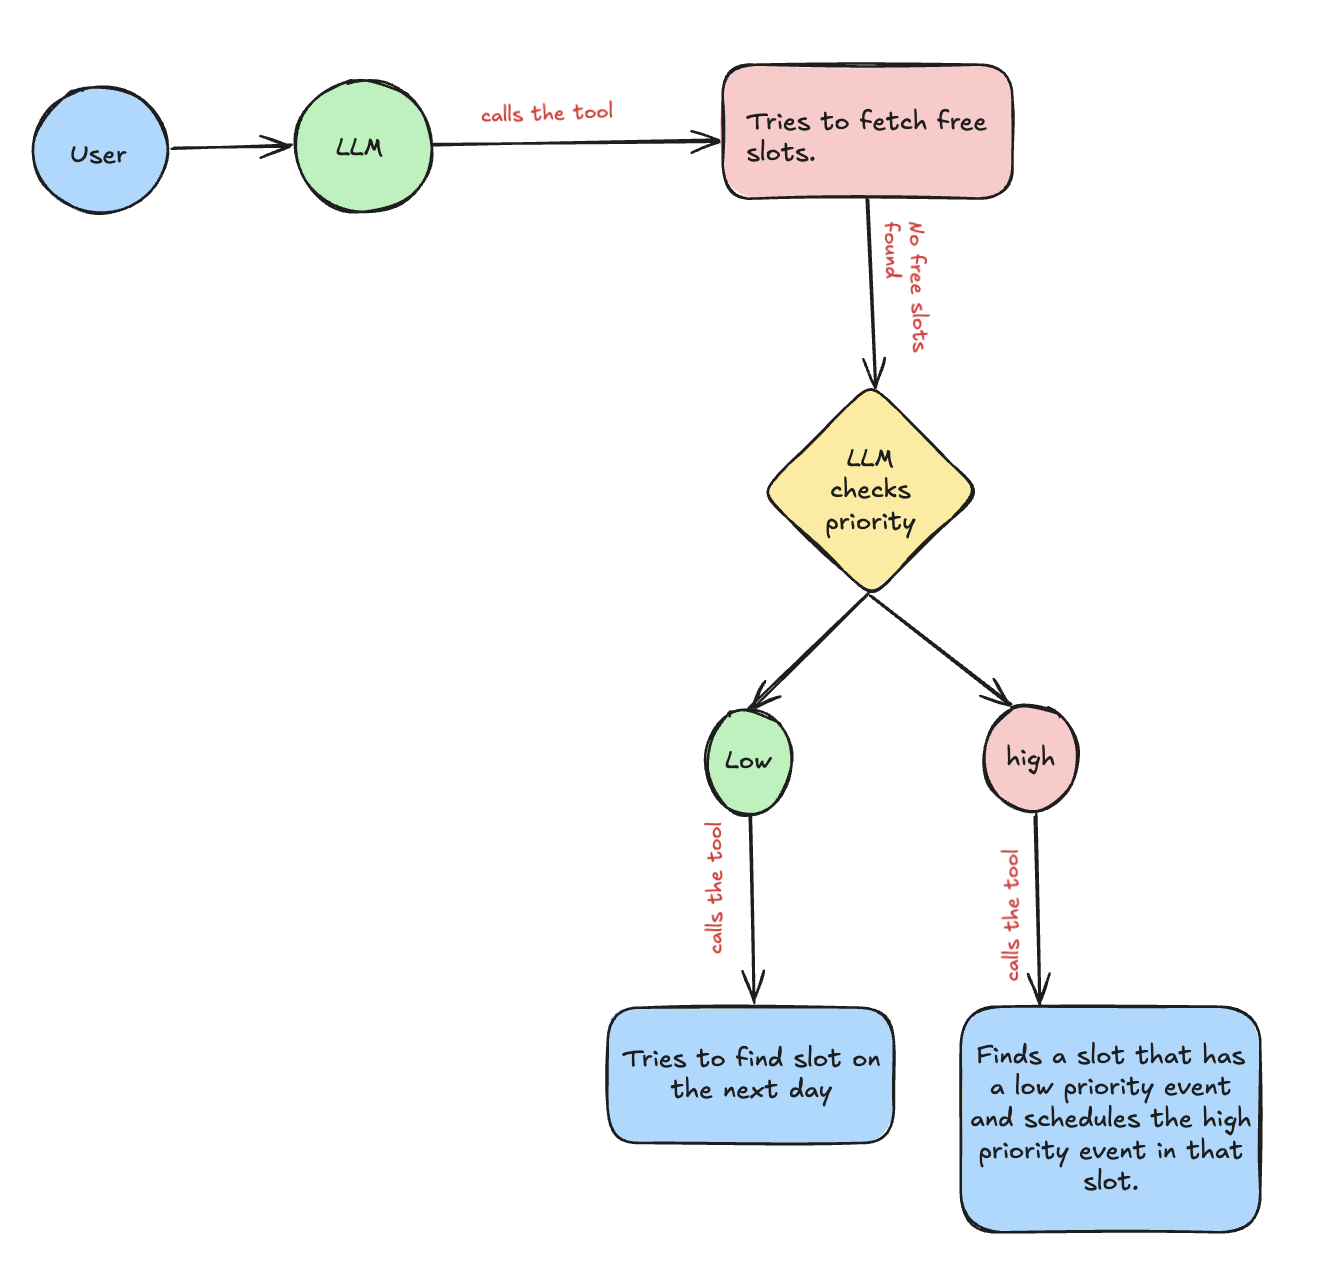 User
LLM
calls the tool
Tries to fetch free
slots.
No free slots
found
LLM
checks
priority
Low
high
calls the tool
calls the tool
Tries to find slot on
the next day
Finds a slot that has
a low priority event
and schedules the high
priority event in that
slot.